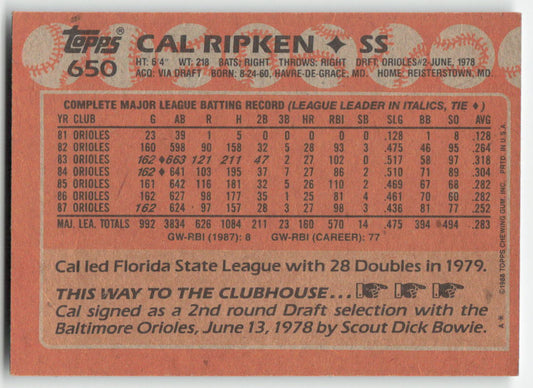 Topps®
650
CAL RIPKEN ✦ SS
HT: 6'4" WT: 218 BATS: RIGHT THROWS: RIGHT DRFT: ORIOLES #2-JUNE, 1978
ACQ: VIA DRAFT BORN: 8-24-60, HAVRE-DE-GRACE, MD. HOME: REISTERSTOWN, MD.
COMPLETE MAJOR LEAGUE BATTING RECORD (LEAGUE LEADER IN ITALICS, TIE ♦)
YR CLUB G AB R H 2B 3B HR RBI SB SLG BB SO AVG
81 ORIOLES 23 39 1 5 0 0 0 0 0 .128 1 8 .128
82 ORIOLES 160 598 90 158 32 5 28 93 3 .475 46 95 .264
83 ORIOLES 162 ♦663 121 211 47 2 27 102 0 .517 58 97 .318
84 ORIOLES 162 ♦ 641 103 195 37 7 27 86 2 .510 71 89 .304
85 ORIOLES 161 642 116 181 32 5 26 110 2 .469 67 68 .282
86 ORIOLES 162 627 98 177 35 1 25 81 4 .461 70 60 .282
87 ORIOLES 162 624 97 157 28 3 27 98 3 .436 81 77 .252
MAJ. LEA. TOTALS 992 3834 626 1084 211 23 160 570 14 .475 394 494 .283
GW-RBI (1987): 8 GW-RBI (CAREER): 77
Cal led Florida State League with 28 Doubles in 1979.
THIS WAY TO THE CLUBHOUSE...
Cal signed as a 2nd round Draft selection with the
Baltimore Orioles, June 13, 1978 by Scout Dick Bowie.
©1988 TOPPS CHEWING GUM, INC. PRTD. IN U.S.A.
A*